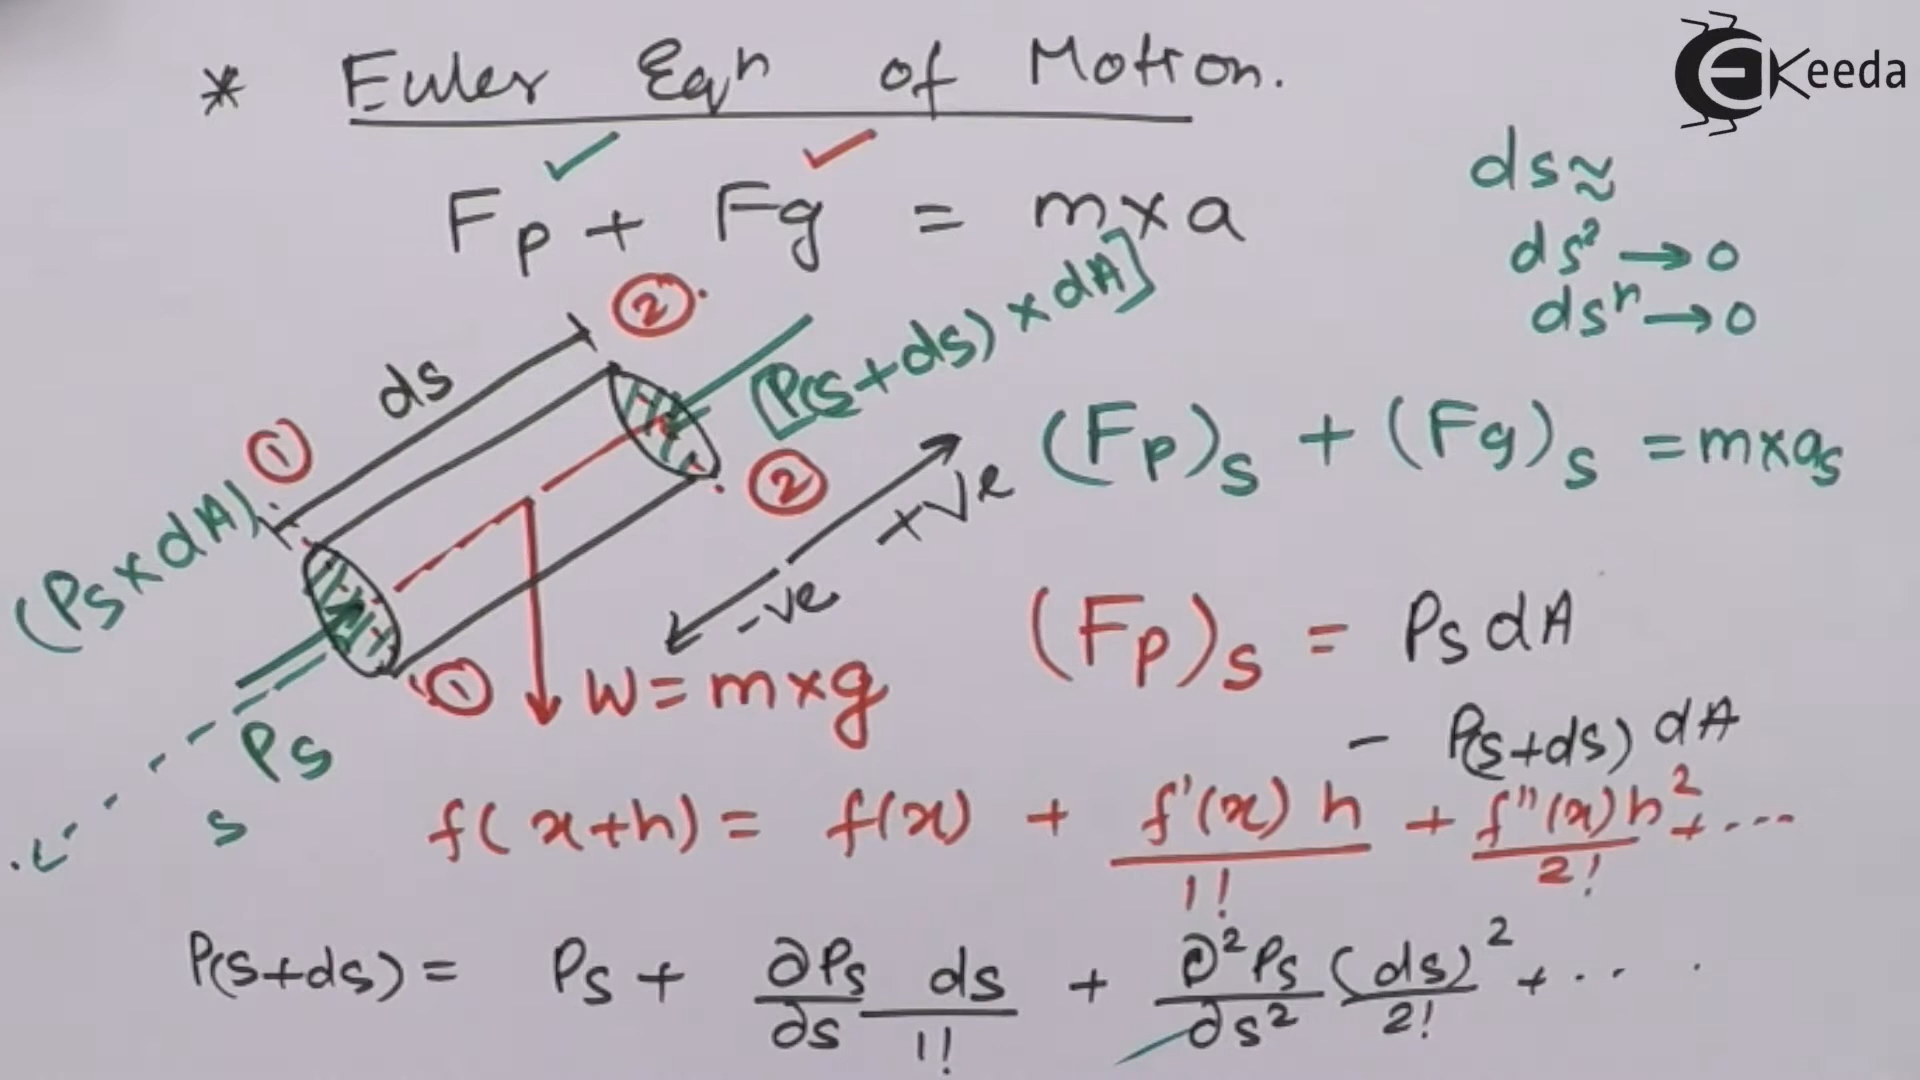 * Euler Eqn of Motion.
Keeda
Fp + Fg = m×a
ds≈
ds² → 0
dsⁿ → 0
②
ds
[P(s+ds) × dA]
①
(Ps × dA)
②
(Fp)s + (Fg)s = m×as
+ve
-ve
① W = m×g
(Fp)s = Ps dA
- P(s+ds) dA
Ps
s
f(x+h) = f(x) + f'(x) h/1! + f''(x)h²/2! + ...
P(s+ds) = Ps + ∂Ps/∂s ds/1! + ∂²Ps/∂s² (ds)²/2! + ...